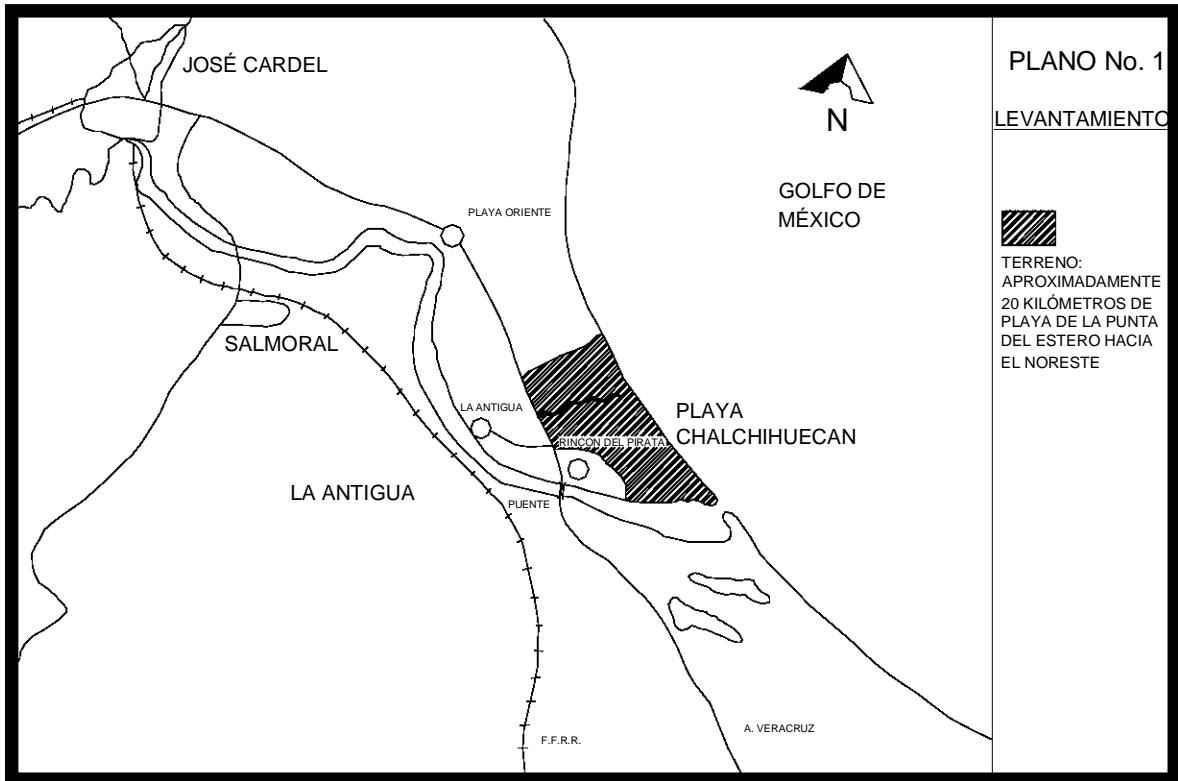 JOSÉ CARDEL
N
GOLFO DE
MÉXICO
PLAYA ORIENTE
SALMORAL
LA ANTIGUA
RINCON DEL PIRATA
PLAYA
CHALCHIHUECAN
LA ANTIGUA
PUENTE
A. VERACRUZ
F.F.R.R.
PLANO No. 1
LEVANTAMIENTO
TERRENO:
APROXIMADAMENTE
20 KILÓMETROS DE
PLAYA DE LA PUNTA
DEL ESTERO HACIA
EL NORESTE